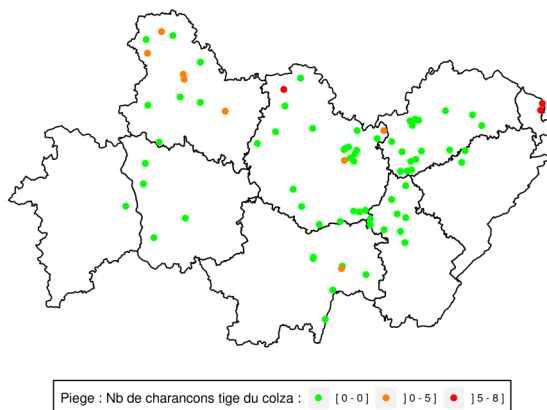 Piege : Nb de charancons tige du colza : [ 0 - 0 ] ] 0 - 5 ] ] 5 - 8 ]